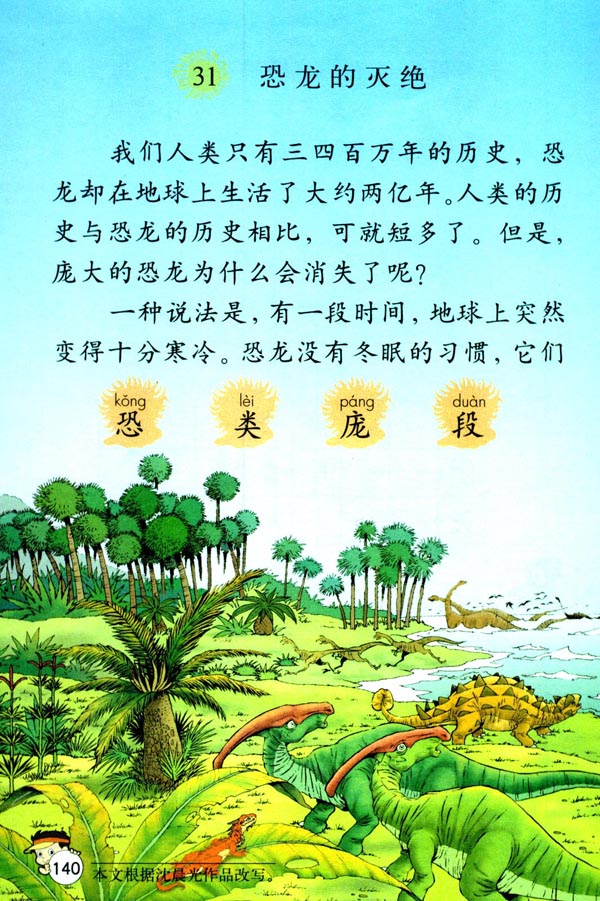 31 恐龙的灭绝
我们人类只有三四百万年的历史，恐
龙却在地球上生活了大约两亿年。人类的历
史与恐龙的历史相比，可就短多了。但是，
庞大的恐龙为什么会消失了呢？
一种说法是，有一段时间，地球上突然
变得十分寒冷。恐龙没有冬眠的习惯，它们
kǒng lèi páng duàn
恐 类 庞 段
140 本文根据沈晨光作品改写。